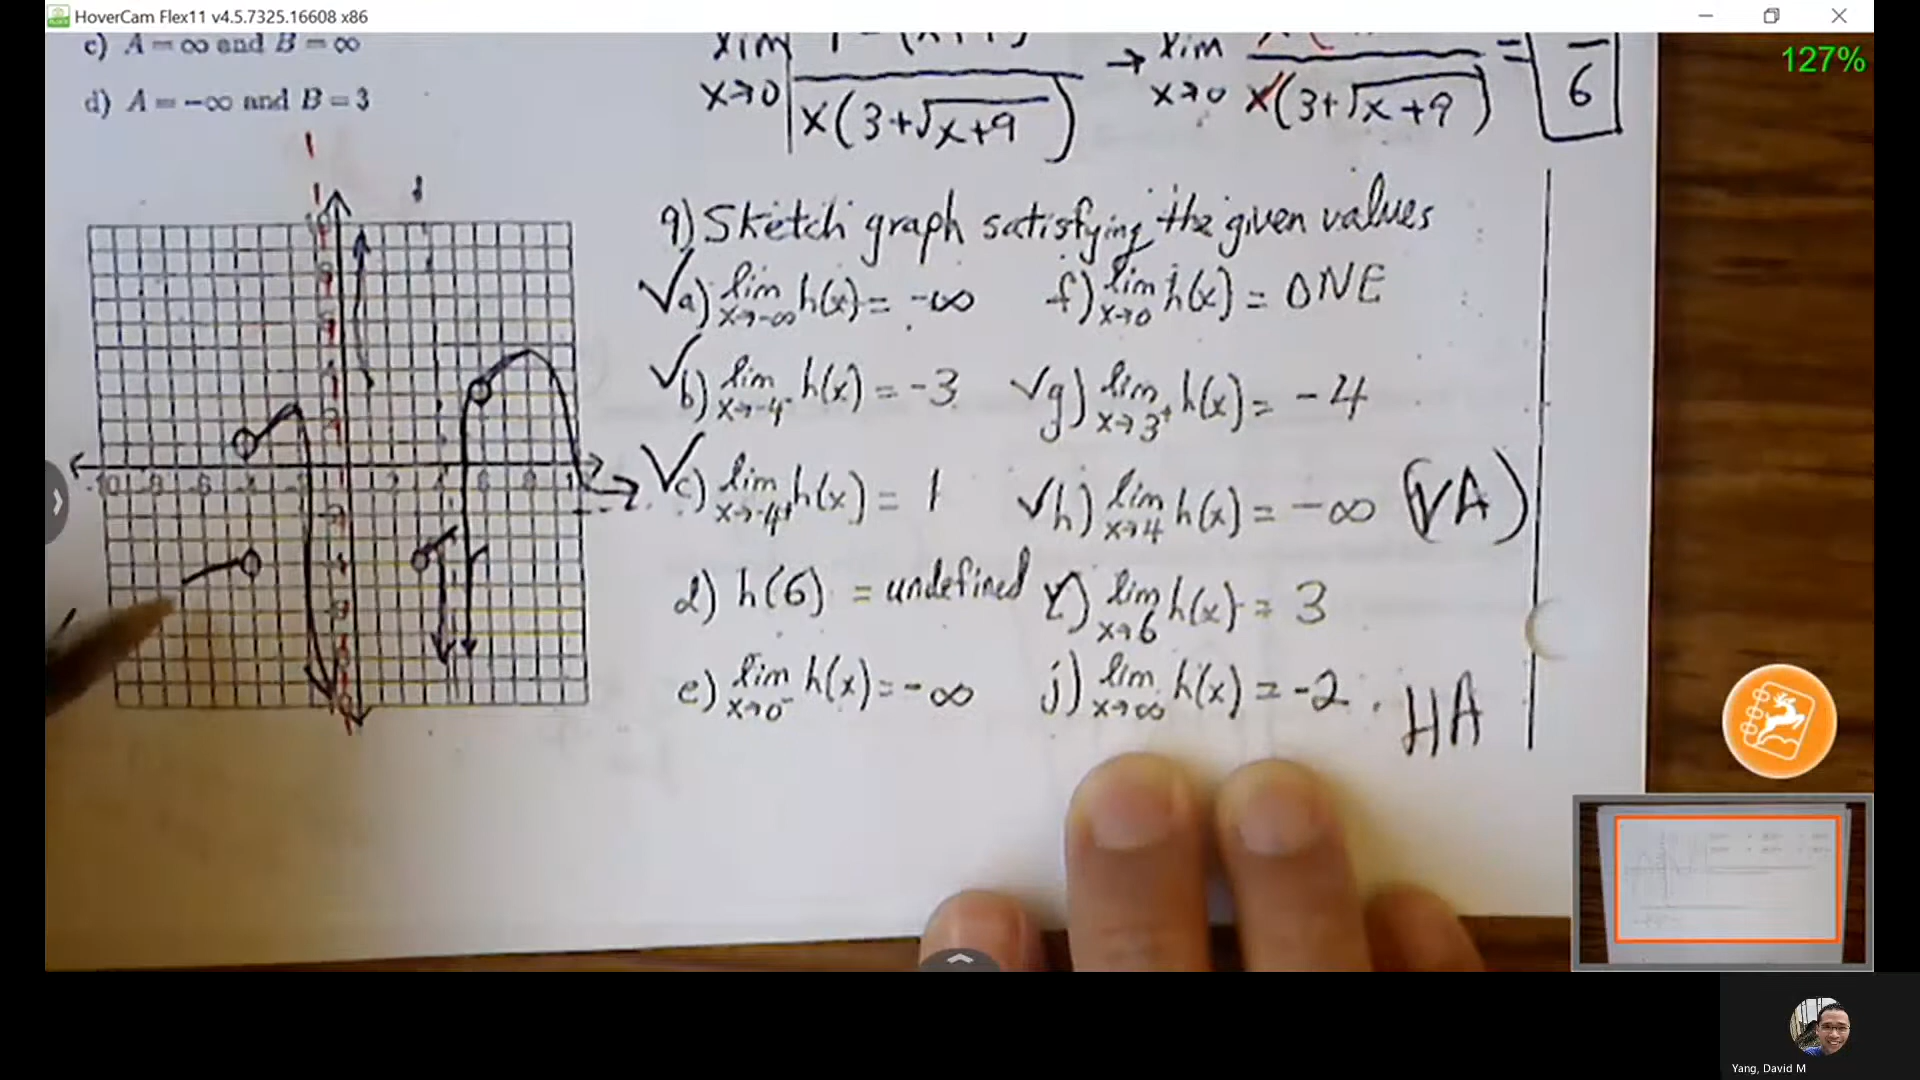 HoverCam Flex11 v4.5.7325.16608 x86
127%
c) A = ∞ and B = ∞
d) A = -∞ and B = 3
lim x→0
x(3+√x+9)
→ lim x→0
x(3+√x+9)
=
6
9) Sketch graph satisfying the given values
✓a) lim x→-∞ h(x) = -∞
f) lim x→0 h(x) = DNE
✓b) lim x→-4⁻ h(x) = -3
✓g) lim x→3⁺ h(x) = -4
✓c) lim x→-4⁺ h(x) = 1
✓h) lim x→4 h(x) = -∞ (VA)
d) h(6) = undefined
i) lim x→6 h(x) = 3
e) lim x→0⁻ h(x) = -∞
j) lim x→∞ h(x) = -2. HA
Yang, David M